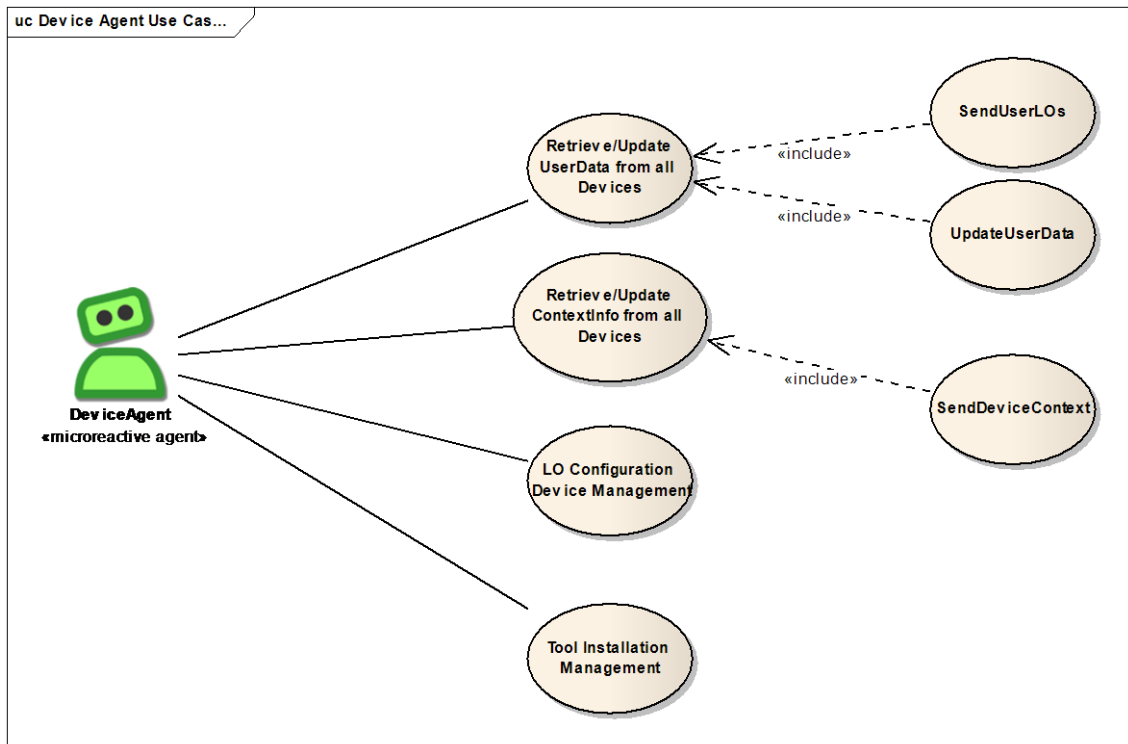 uc Device Agent Use Cas...
SendUserLOs
Retrieve/Update
UserData from all
Devices
«include»
«include»
UpdateUserData
Retrieve/Update
ContextInfo from all
Devices
«include»
SendDeviceContext
DeviceAgent
«microreactive agent»
LO Configuration
Device Management
Tool Installation
Management